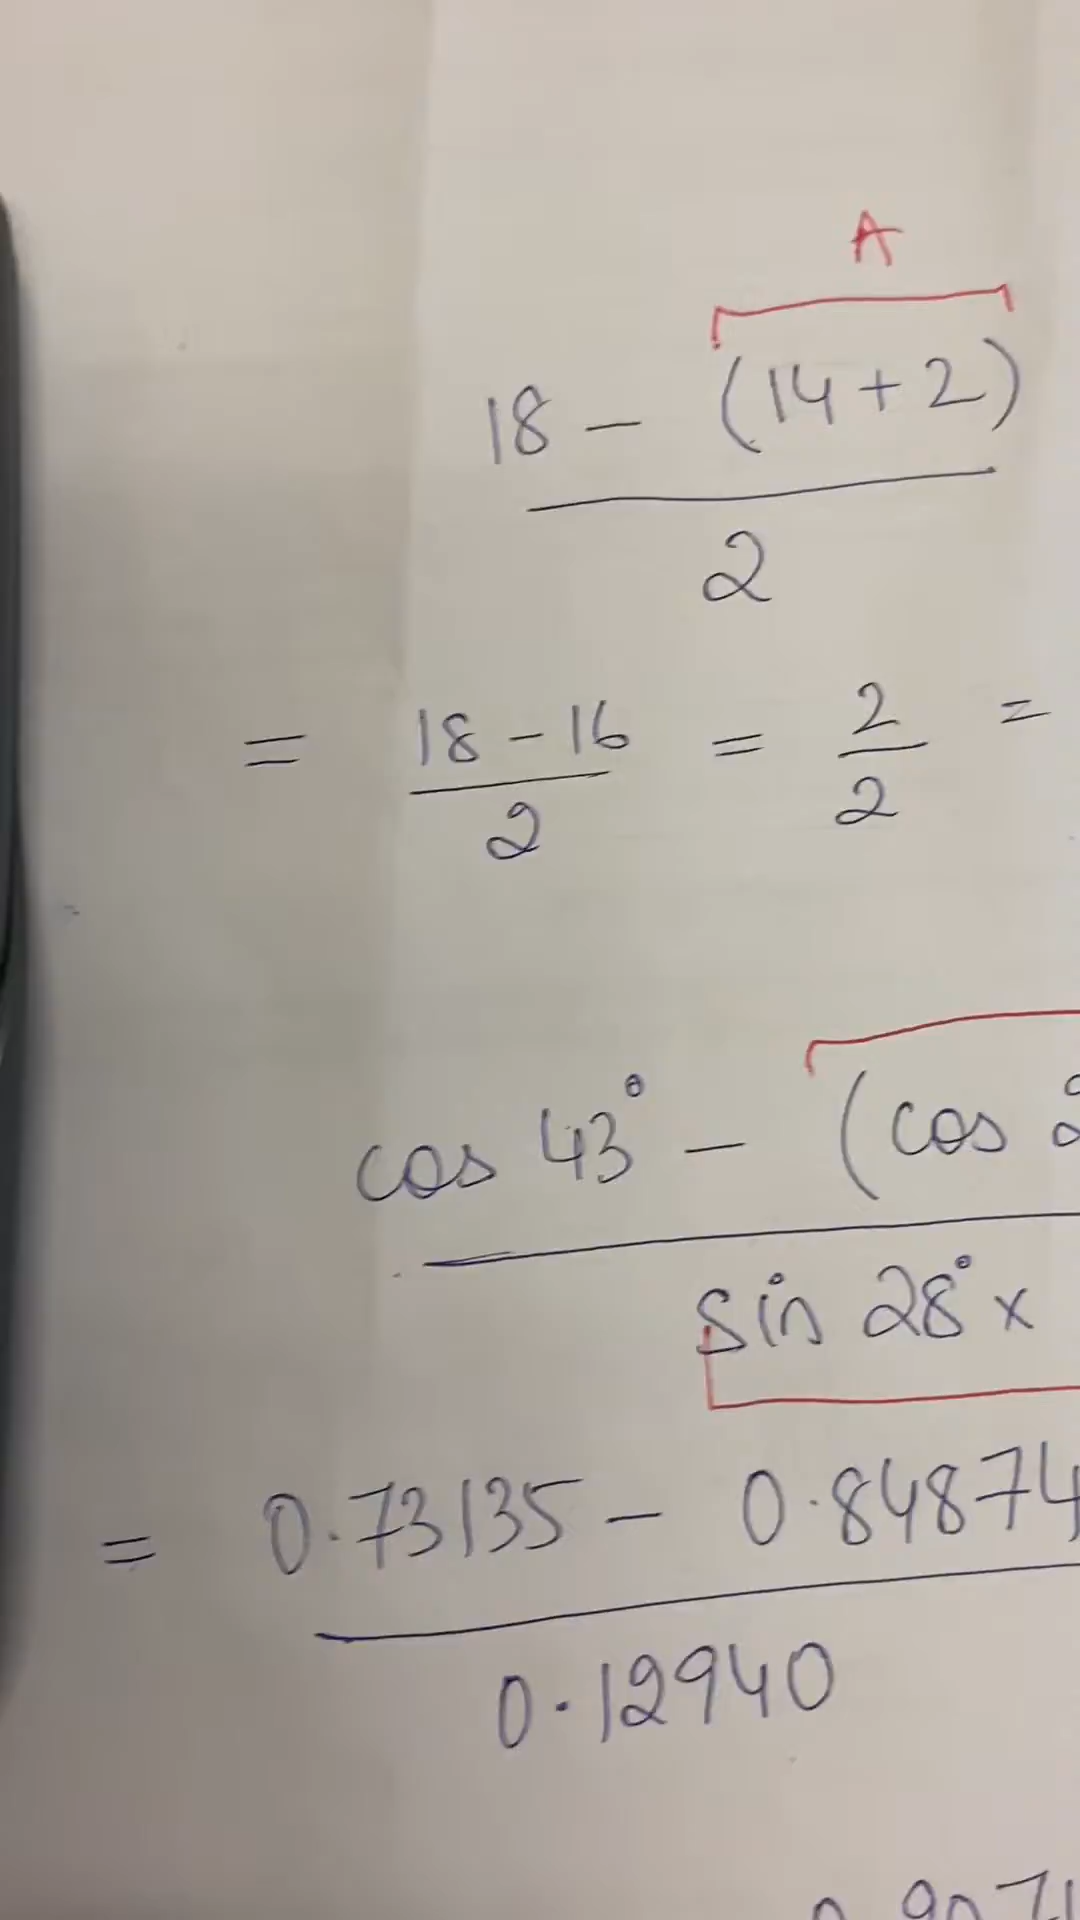 A
18 - (14 + 2)
2
= 18 - 16 = 2 =
2 2
cos 43° - (cos 2
sin 28° x
= 0.73135 - 0.84874
0.12940